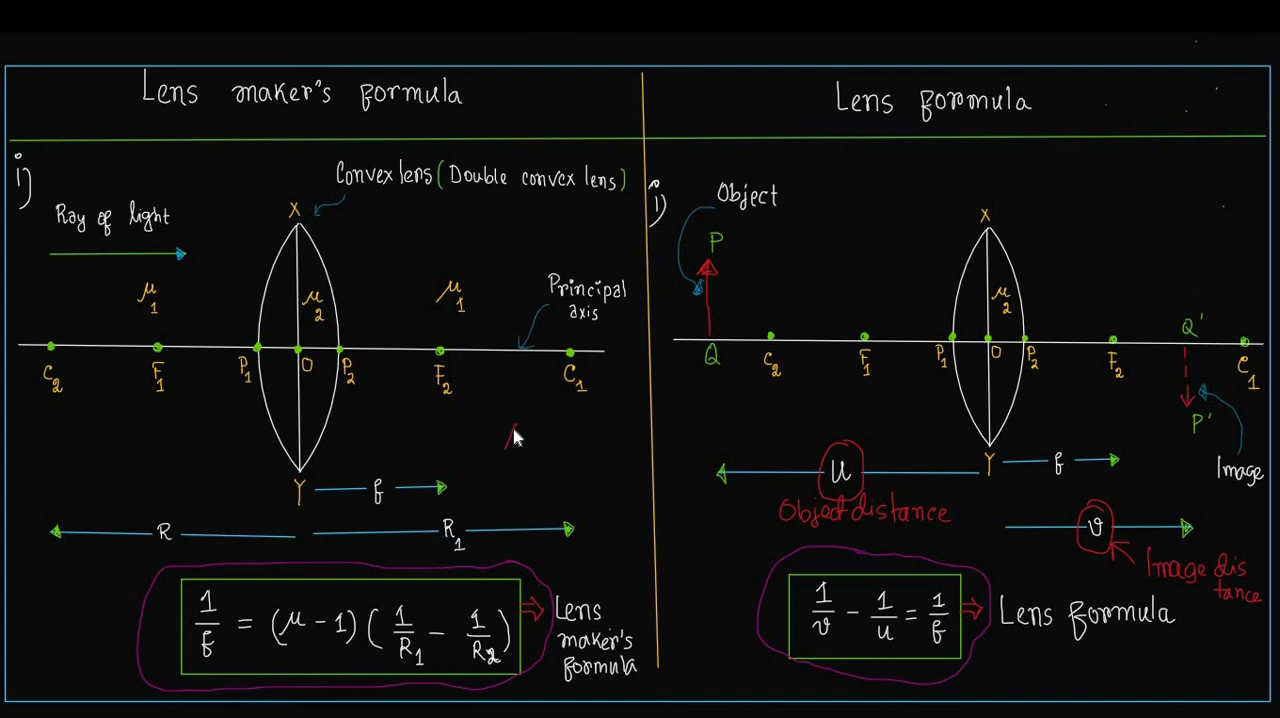 Lens maker's formula
i)
Convex lens (Double convex lens)
Ray of light
X
μ1
μ2
μ1
Principal
axis
C2
F1
P1
O
P2
F2
C1
Y
f
R
R1
1/f = (μ - 1) (1/R1 - 1/R2)
Lens
maker's
formula
Lens formula
i)
Object
P
X
μ2
Q'
Q
C2
F1
P1
O
P2
F2
C1
P'
Y
f
Image
u
Object distance
v
Image dis
tance
1/v - 1/u = 1/f
Lens formula